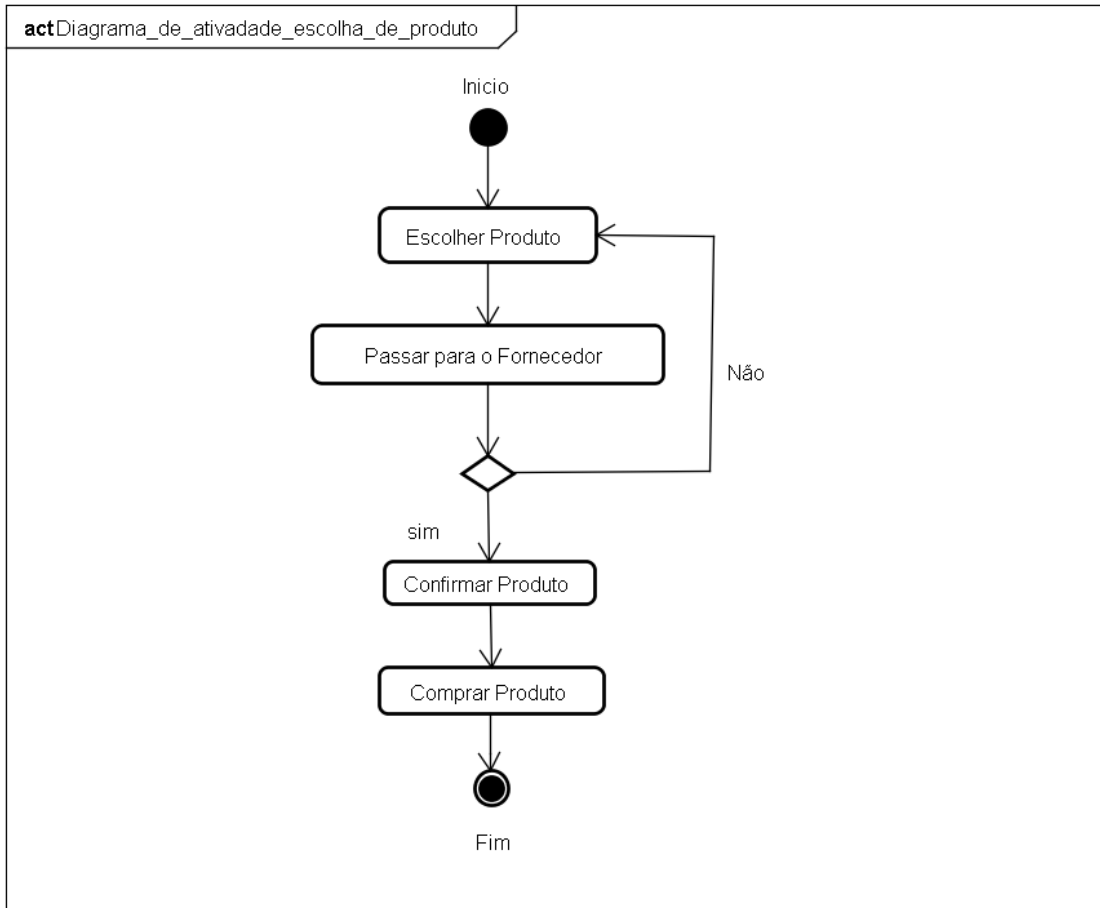 actDiagrama_de_ativadade_escolha_de_produto
Inicio
Escolher Produto
Passar para o Fornecedor
Não
sim
Confirmar Produto
Comprar Produto
Fim